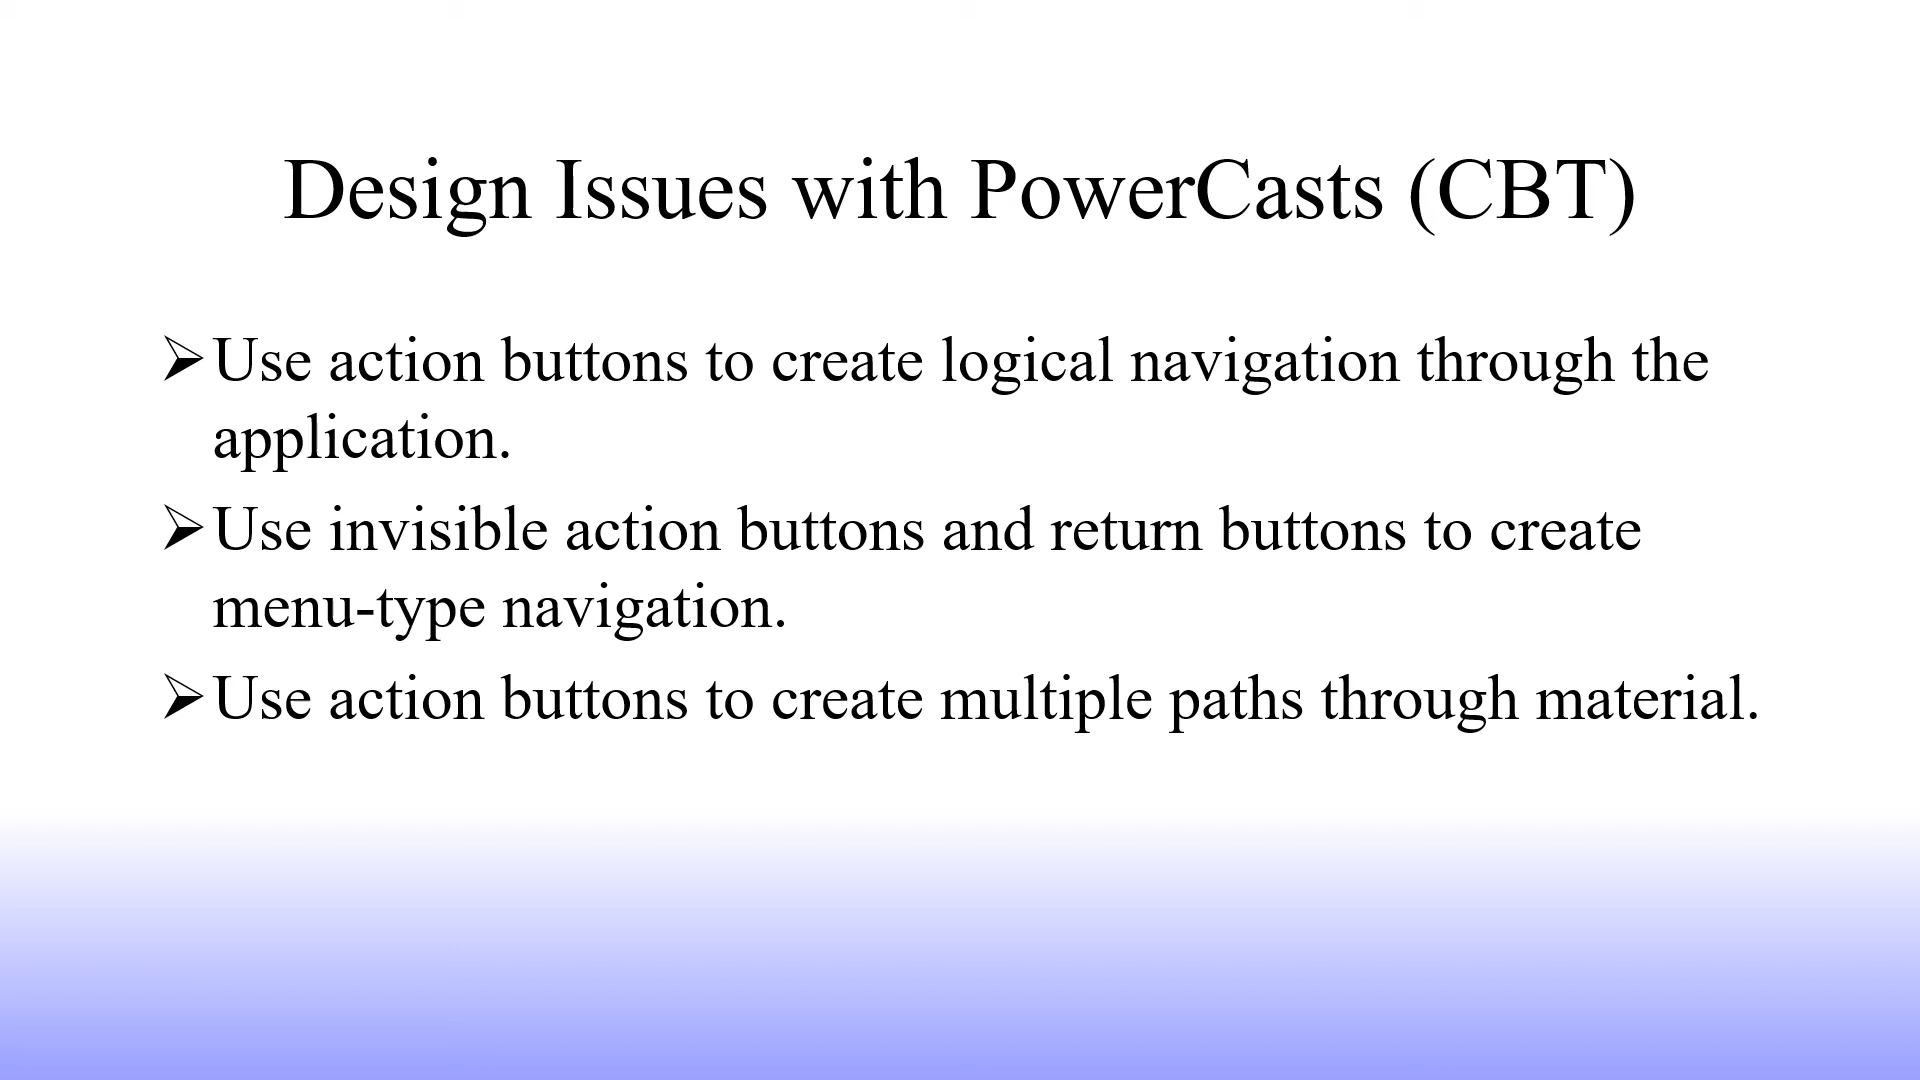 Design Issues with PowerCasts (CBT)
➢Use action buttons to create logical navigation through the
application.
➢Use invisible action buttons and return buttons to create
menu-type navigation.
➢Use action buttons to create multiple paths through material.